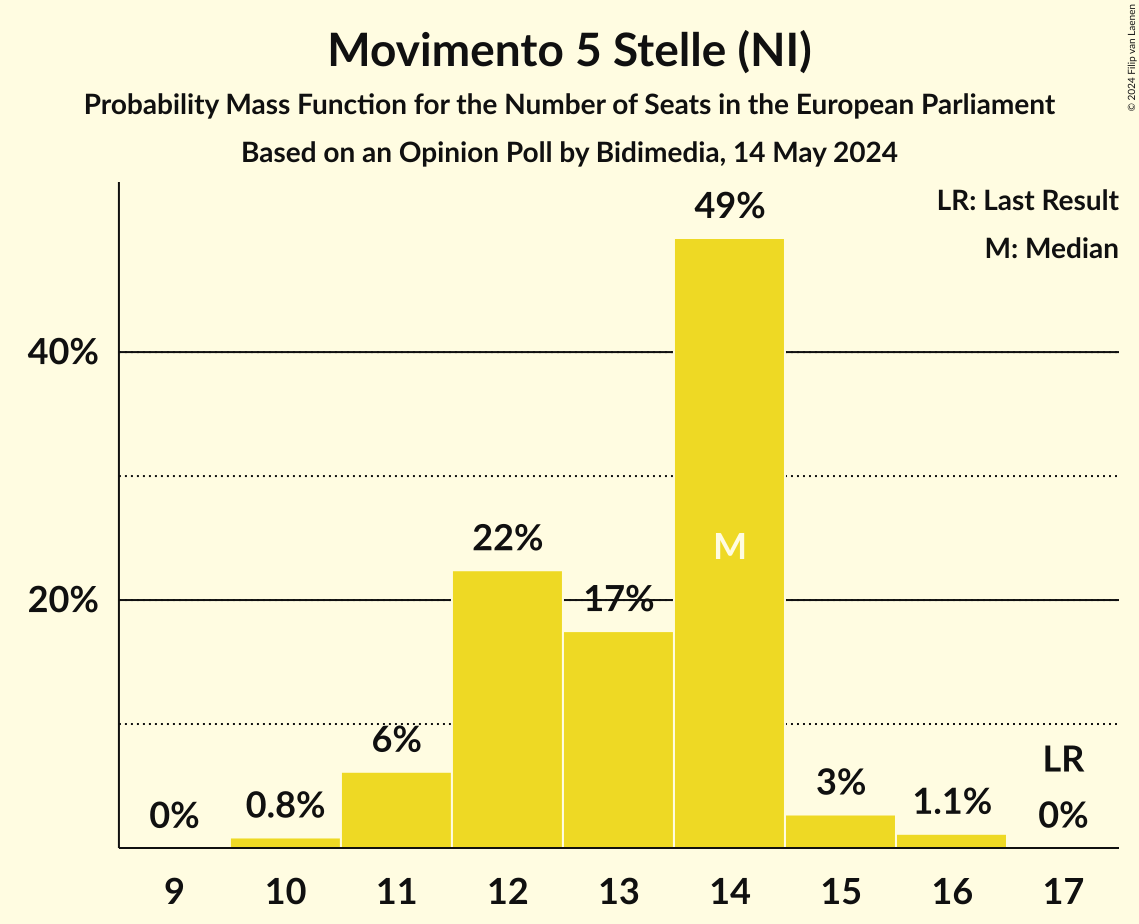 Movimento 5 Stelle (NI)
Probability Mass Function for the Number of Seats in the European Parliament
Based on an Opinion Poll by Bidimedia, 14 May 2024
© 2024 Filip van Laenen
LR: Last Result
M: Median
49%
40%
M
22%
20%
17%
6%
LR
0%
0.8%
3%
1.1%
0%
9 10 11 12 13 14 15 16 17